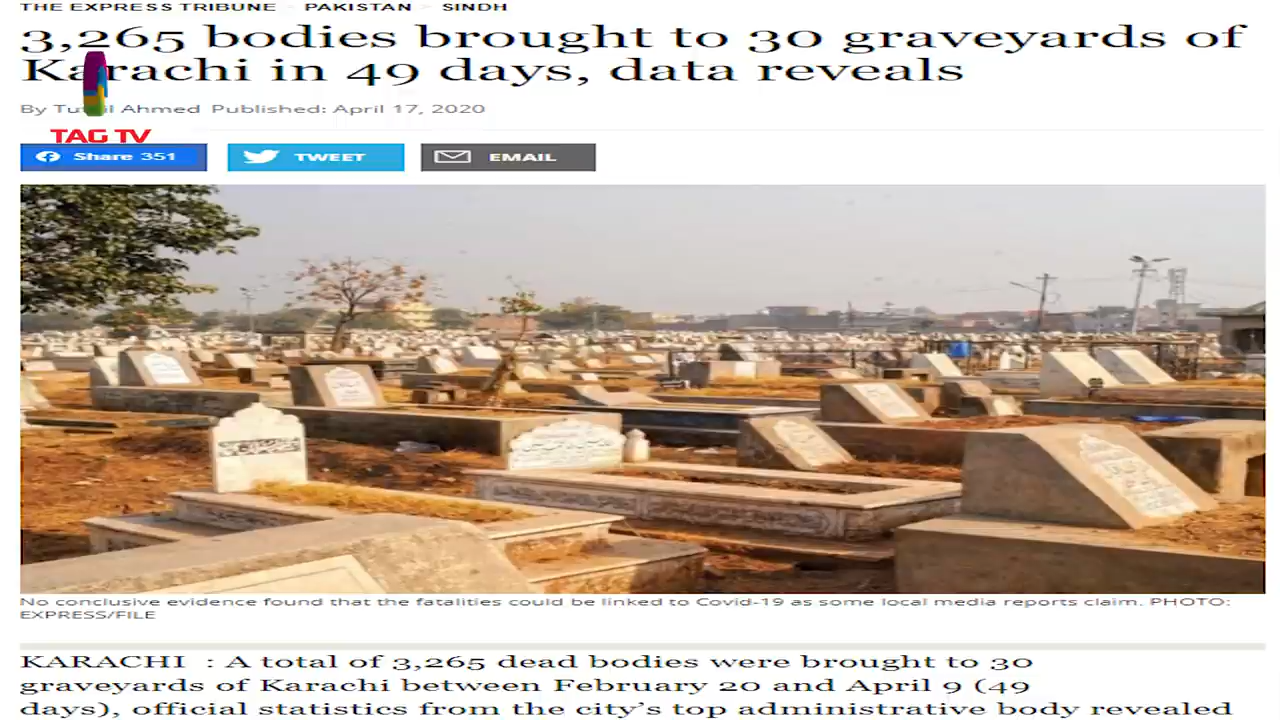 THE EXPRESS TRIBUNE PAKISTAN SINDH
3,265 bodies brought to 30 graveyards of
Karachi in 49 days, data reveals
By Ahmed Published: April 17, 2020
TAG TV
Share 351
TWEET
EMAIL
No conclusive evidence found that the fatalities could be linked to Covid-19 as some local media reports claim. PHOTO:
EXPRESS/FILE
KARACHI : A total of 3,265 dead bodies were brought to 30
graveyards of Karachi between February 20 and April 9 (49
days), official statistics from the city's top administrative body revealed